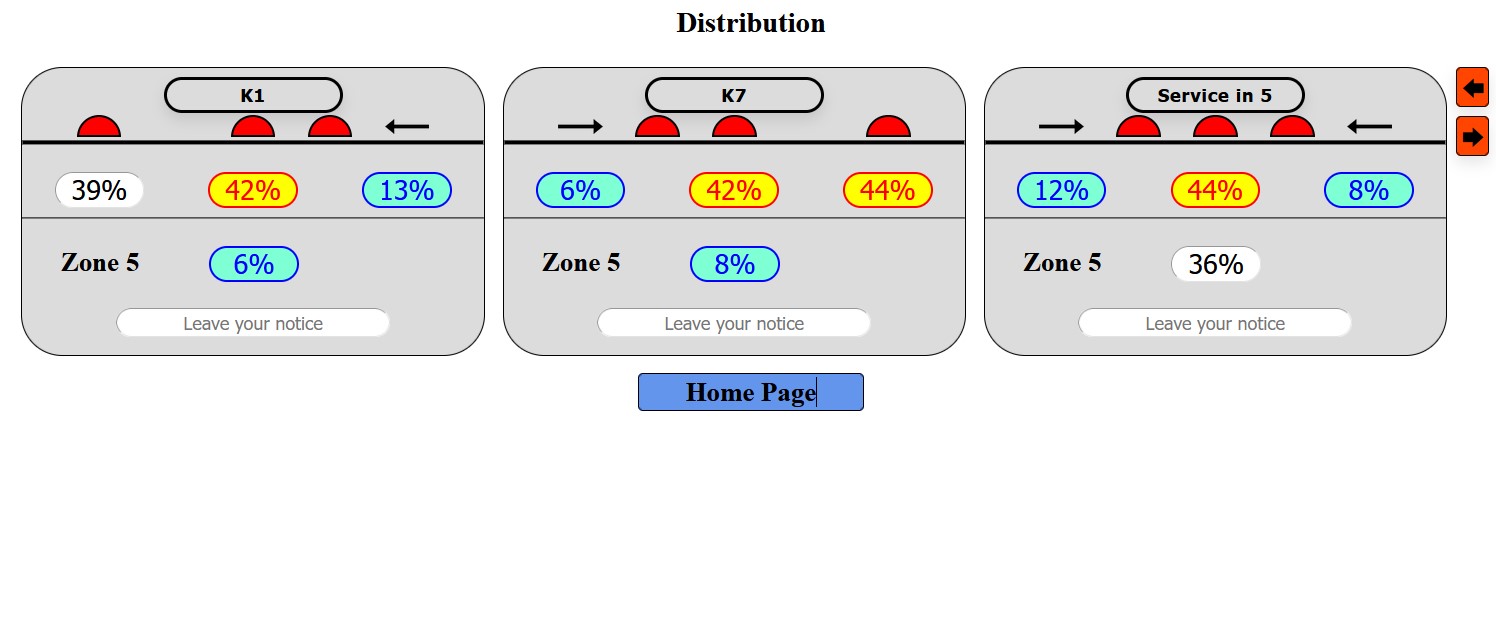 Distribution
K1
39% 42% 13%
Zone 5 6%
Leave your notice
K7
6% 42% 44%
Zone 5 8%
Leave your notice
Service in 5
12% 44% 8%
Zone 5 36%
Leave your notice
Home Page